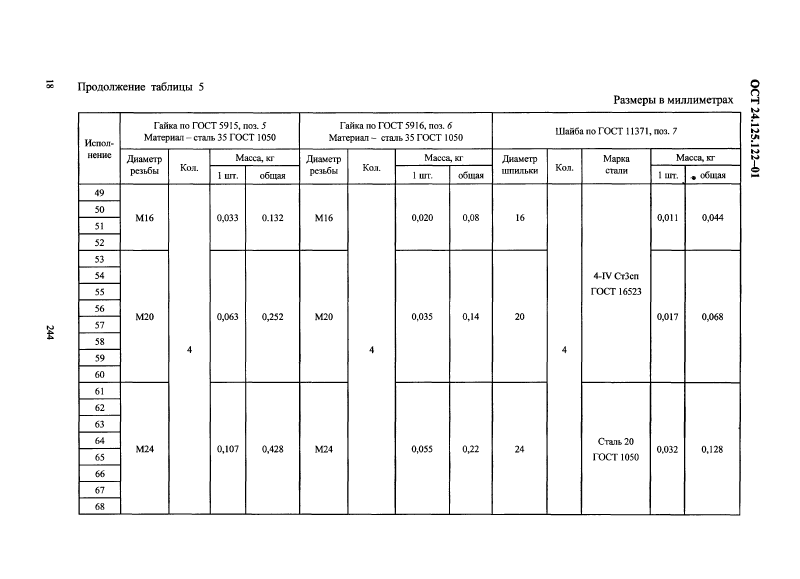 18
Продолжение таблицы 5
Размеры в миллиметрах
ОСТ 24.125.122–01
244
Испол-
нение
Гайка по ГОСТ 5915, поз. 5
Материал – сталь 35 ГОСТ 1050
Гайка по ГОСТ 5916, поз. 6
Материал – сталь 35 ГОСТ 1050
Шайба по ГОСТ 11371, поз. 7
Диаметр
резьбы
Кол.
Масса, кг
1 шт.
общая
Диаметр
резьбы
Кол.
Масса, кг
1 шт.
общая
Диаметр
шпильки
Кол.
Марка
стали
Масса, кг
1 шт.
общая
49
50
51
52
М16
0,033
0.132
М16
0,020
0,08
16
0,011
0,044
53
54
55
56
57
58
59
60
М20
0,063
0,252
М20
0,035
0,14
20
4-IV Ст3сп
ГОСТ 16523
0,017
0,068
4
4
4
61
62
63
64
65
66
67
68
М24
0,107
0,428
М24
0,055
0,22
24
Сталь 20
ГОСТ 1050
0,032
0,128